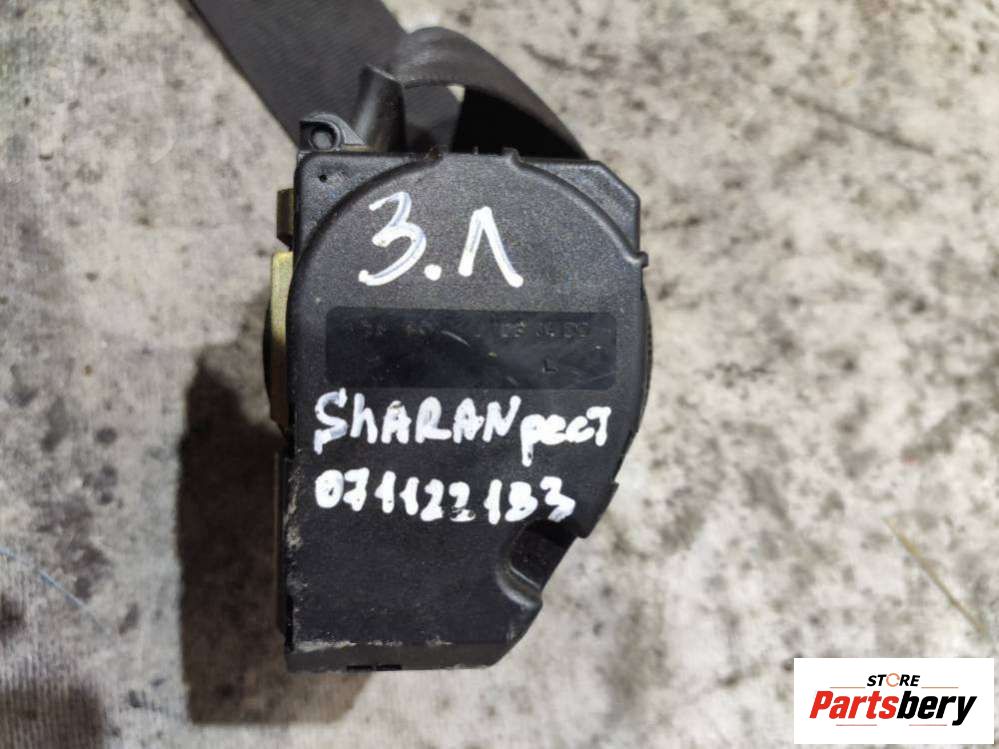 3.Л
L
SHARAN рест
071122133
STORE
Partsbery